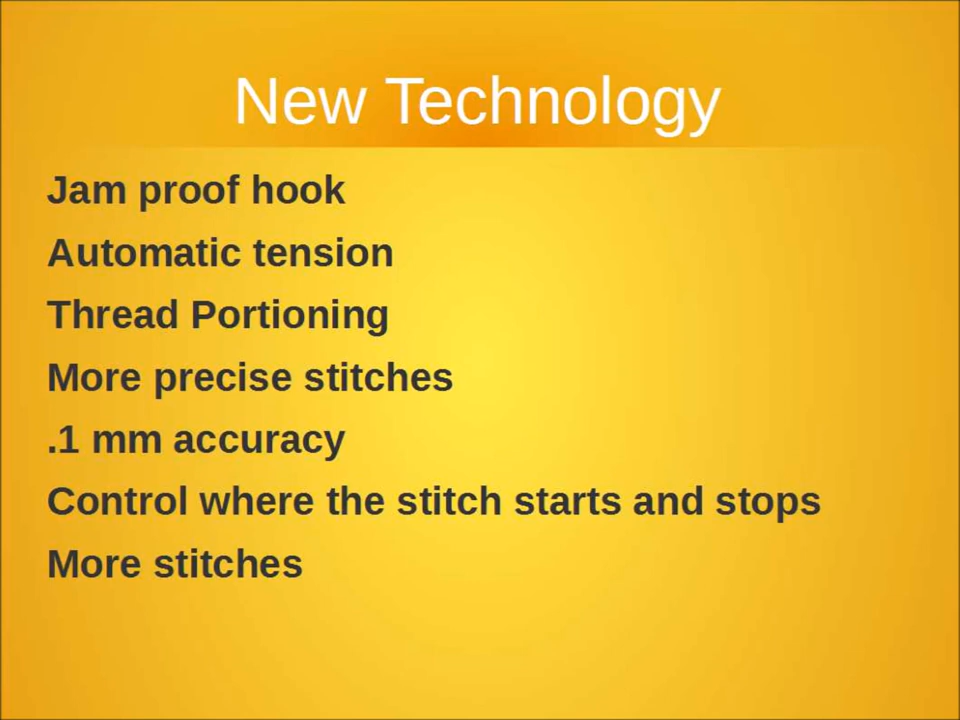 New Technology
Jam proof hook
Automatic tension
Thread Portioning
More precise stitches
.1 mm accuracy
Control where the stitch starts and stops
More stitches